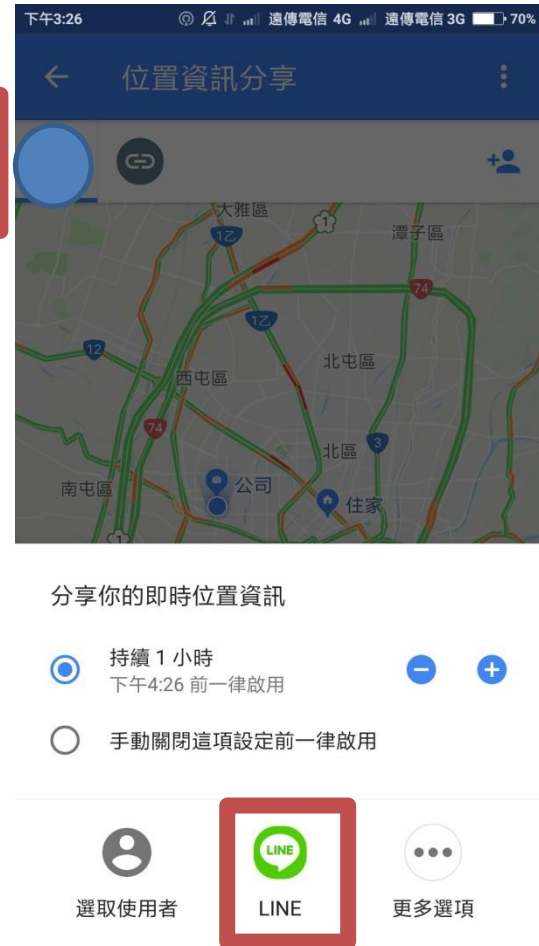 下午3:26 遠傳電信 4G 遠傳電信 3G 70%
位置資訊分享
大雅區
1
1乙
潭子區
74
1乙
12
北屯區
西屯區
74
3
北區
南屯區
公司
住家
1
分享你的即時位置資訊
持續 1 小時
下午4:26 前一律啟用
手動關閉這項設定前一律啟用
LINE
選取使用者
LINE
更多選項